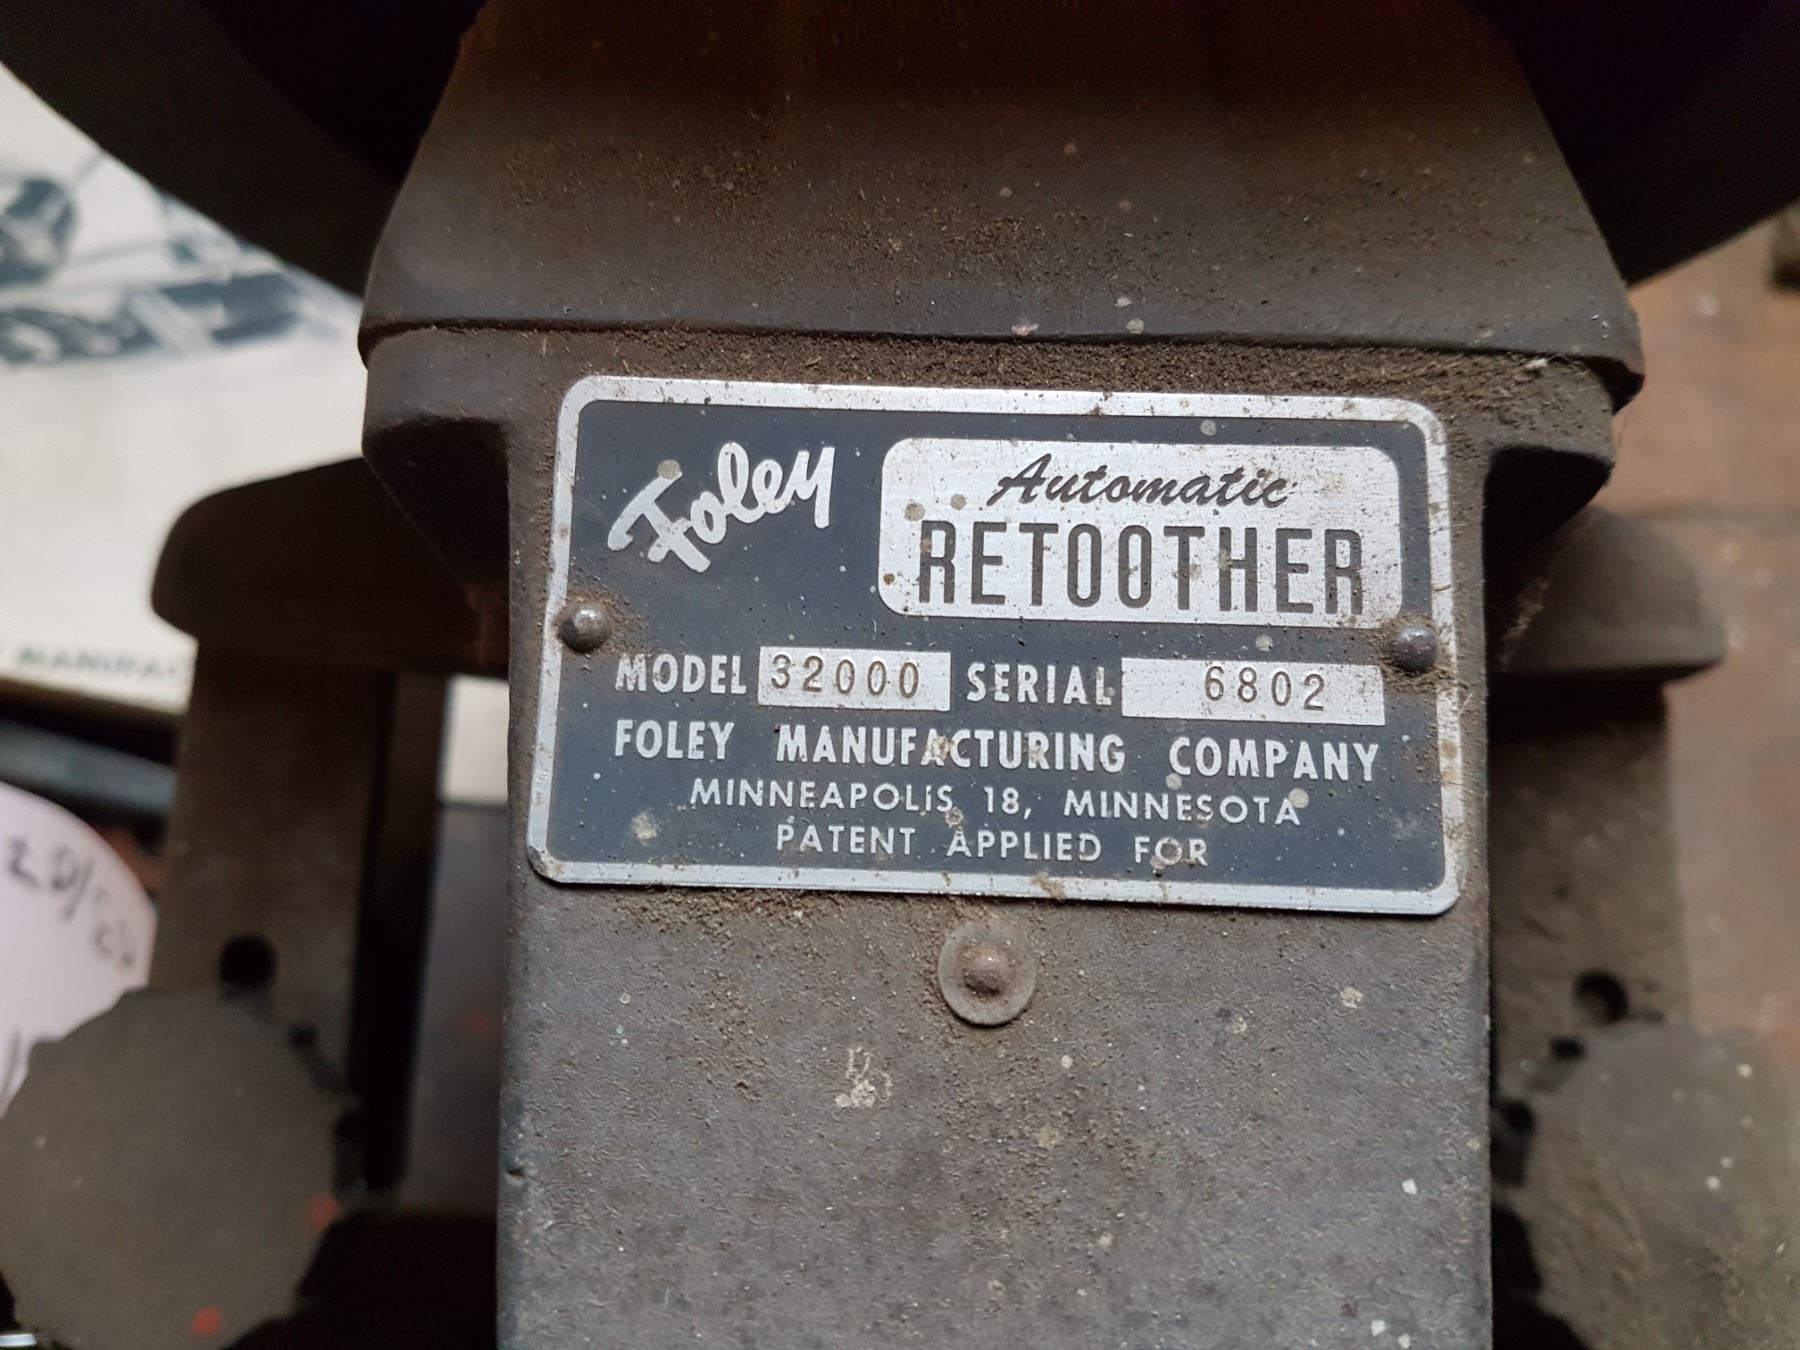 Foley
Automatic
RETOOTHER
MODEL 32000 SERIAL 6802
FOLEY MANUFACTURING COMPANY
MINNEAPOLIS 18, MINNESOTA
PATENT APPLIED FOR